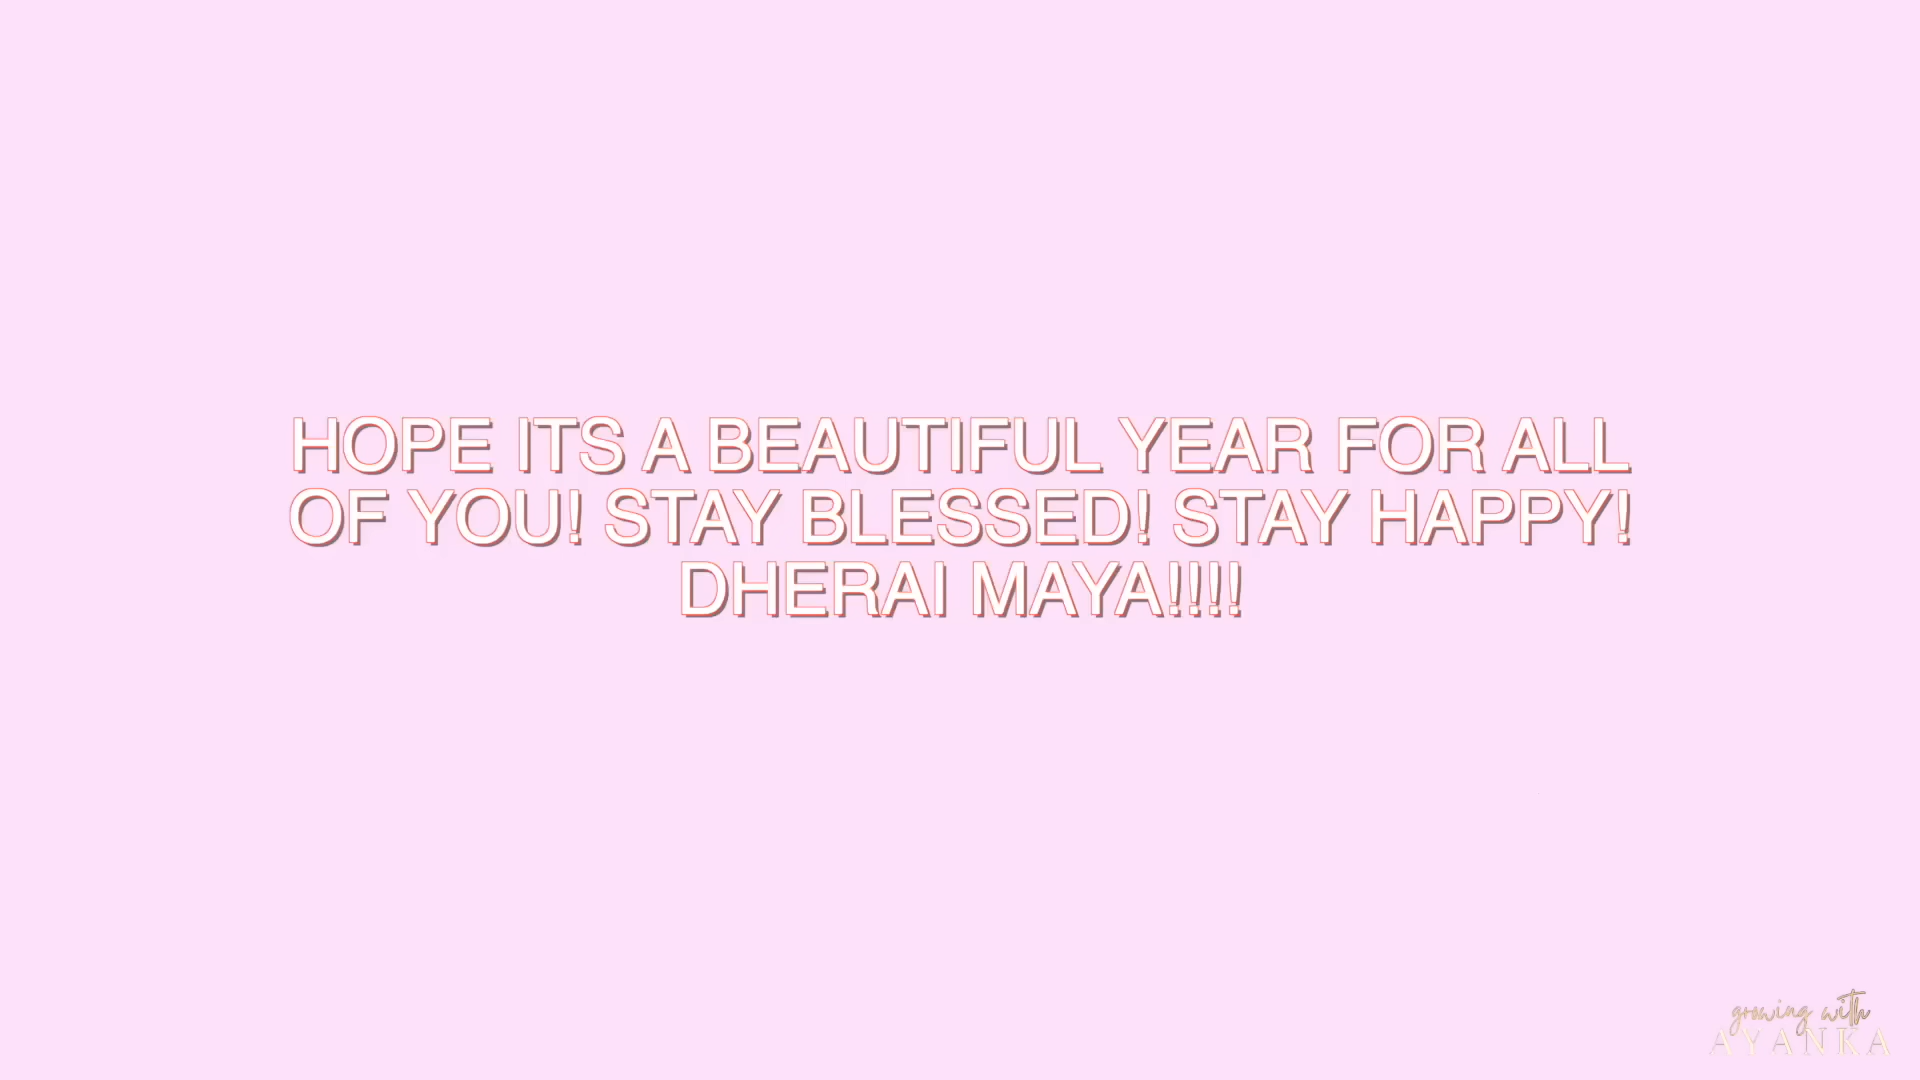 HOPE ITS A BEAUTIFUL YEAR FOR ALL
OF YOU! STAY BLESSED! STAY HAPPY!
DHERAI MAYA!!!!
growing with
AYANKA